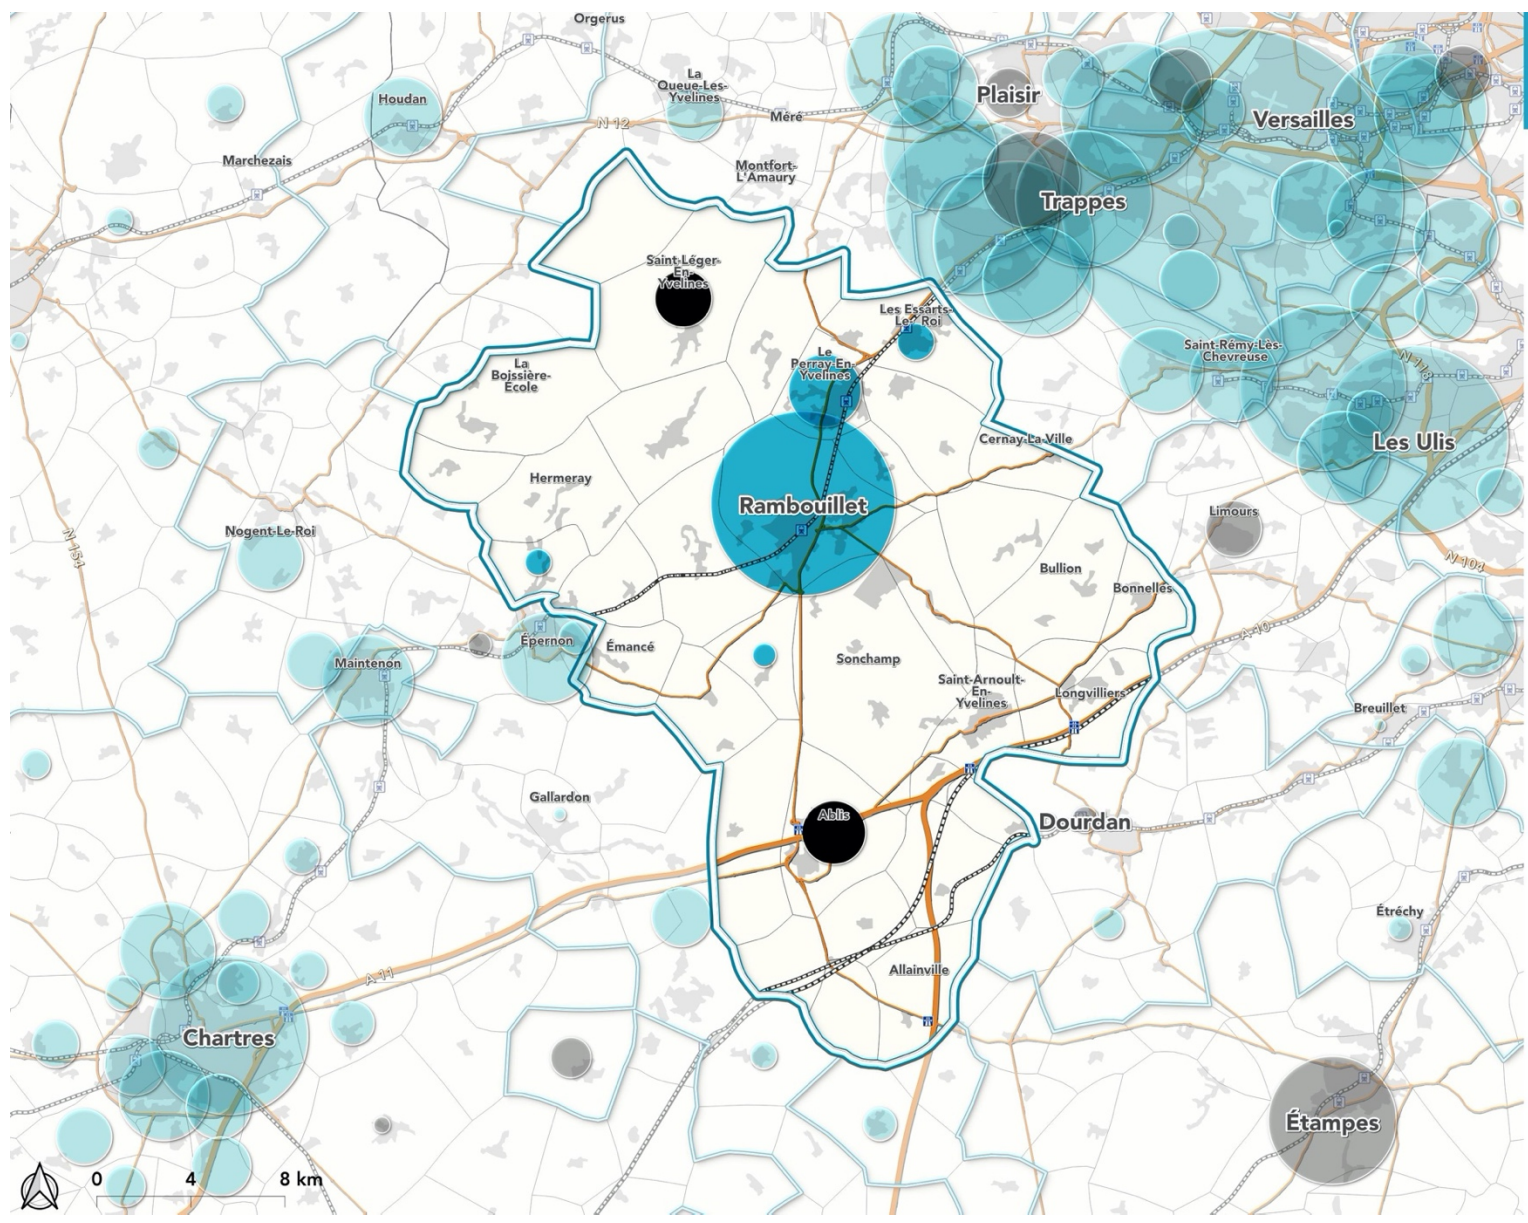 Orgerus
La
Queue-Les-
Yvelines
Houdan
Plaisir
Versailles
Méré
N 12
Marchezais
Montfort-
L'Amaury
Trappes
Saint-Léger-
En-
Yvelines
Les Essarts-
Le- Roi
Saint-Rémy-Lès-
Chevreuse
N 118
La
Boissière-
École
Le
Perray-En-
Yvelines
Cernay-La-Ville
Les Ulis
Hermeray
Rambouillet
Limours
Nogent-Le-Roi
N 154
N 104
Bullion
Bonnelles
A 10
Épernon
Émancé
Maintenon
Sonchamp
Saint-Arnoult-
En-
Yvelines
Longvilliers
Breuillet
Gallardon
Ablis
Dourdan
Étréchy
A 11
Allainville
Chartres
Étampes
0 4 8 km